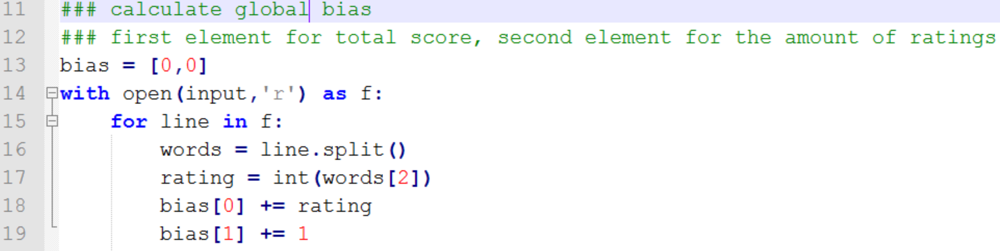 11 ### calculate global bias
12 ### first element for total score, second element for the amount of ratings
13 bias = [0,0]
14 with open(input,'r') as f:
15     for line in f:
16         words = line.split()
17         rating = int(words[2])
18         bias[0] += rating
19         bias[1] += 1